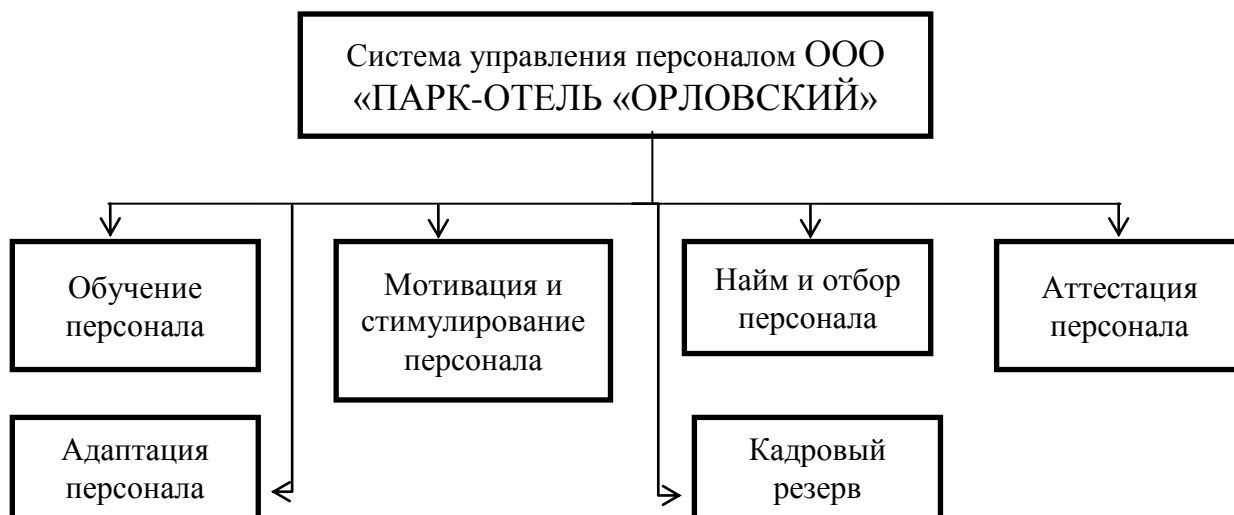 Система управления персоналом ООО
«ПАРК-ОТЕЛЬ «ОРЛОВСКИЙ»
Обучение
персонала
Мотивация и
стимулирование
персонала
Найм и отбор
персонала
Аттестация
персонала
Адаптация
персонала
Кадровый
резерв